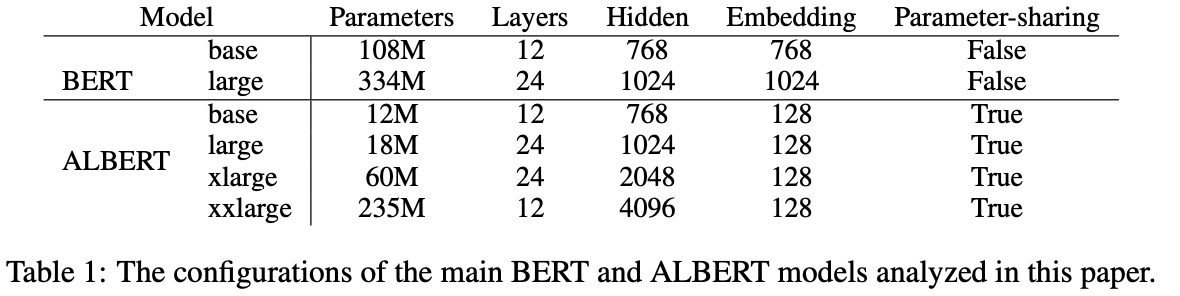 Model Parameters Layers Hidden Embedding Parameter-sharing
base 108M 12 768 768 False
BERT large 334M 24 1024 1024 False
base 12M 12 768 128 True
large 18M 24 1024 128 True
ALBERT
xlarge 60M 24 2048 128 True
xxlarge 235M 12 4096 128 True
Table 1: The configurations of the main BERT and ALBERT models analyzed in this paper.